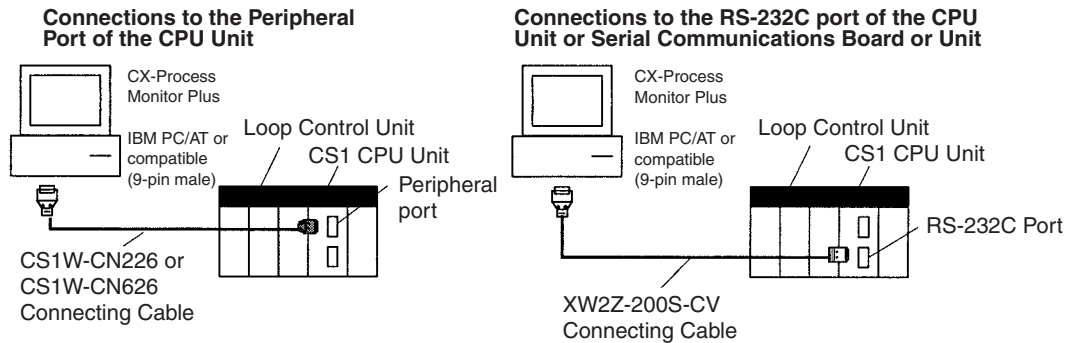 Connections to the Peripheral
Port of the CPU Unit
CX-Process
Monitor Plus
IBM PC/AT or
compatible
(9-pin male)
Loop Control Unit
CS1 CPU Unit
Peripheral
port
CS1W-CN226 or
CS1W-CN626
Connecting Cable
Connections to the RS-232C port of the CPU
Unit or Serial Communications Board or Unit
CX-Process
Monitor Plus
IBM PC/AT or
compatible
(9-pin male)
Loop Control Unit
CS1 CPU Unit
RS-232C Port
XW2Z-200S-CV
Connecting Cable